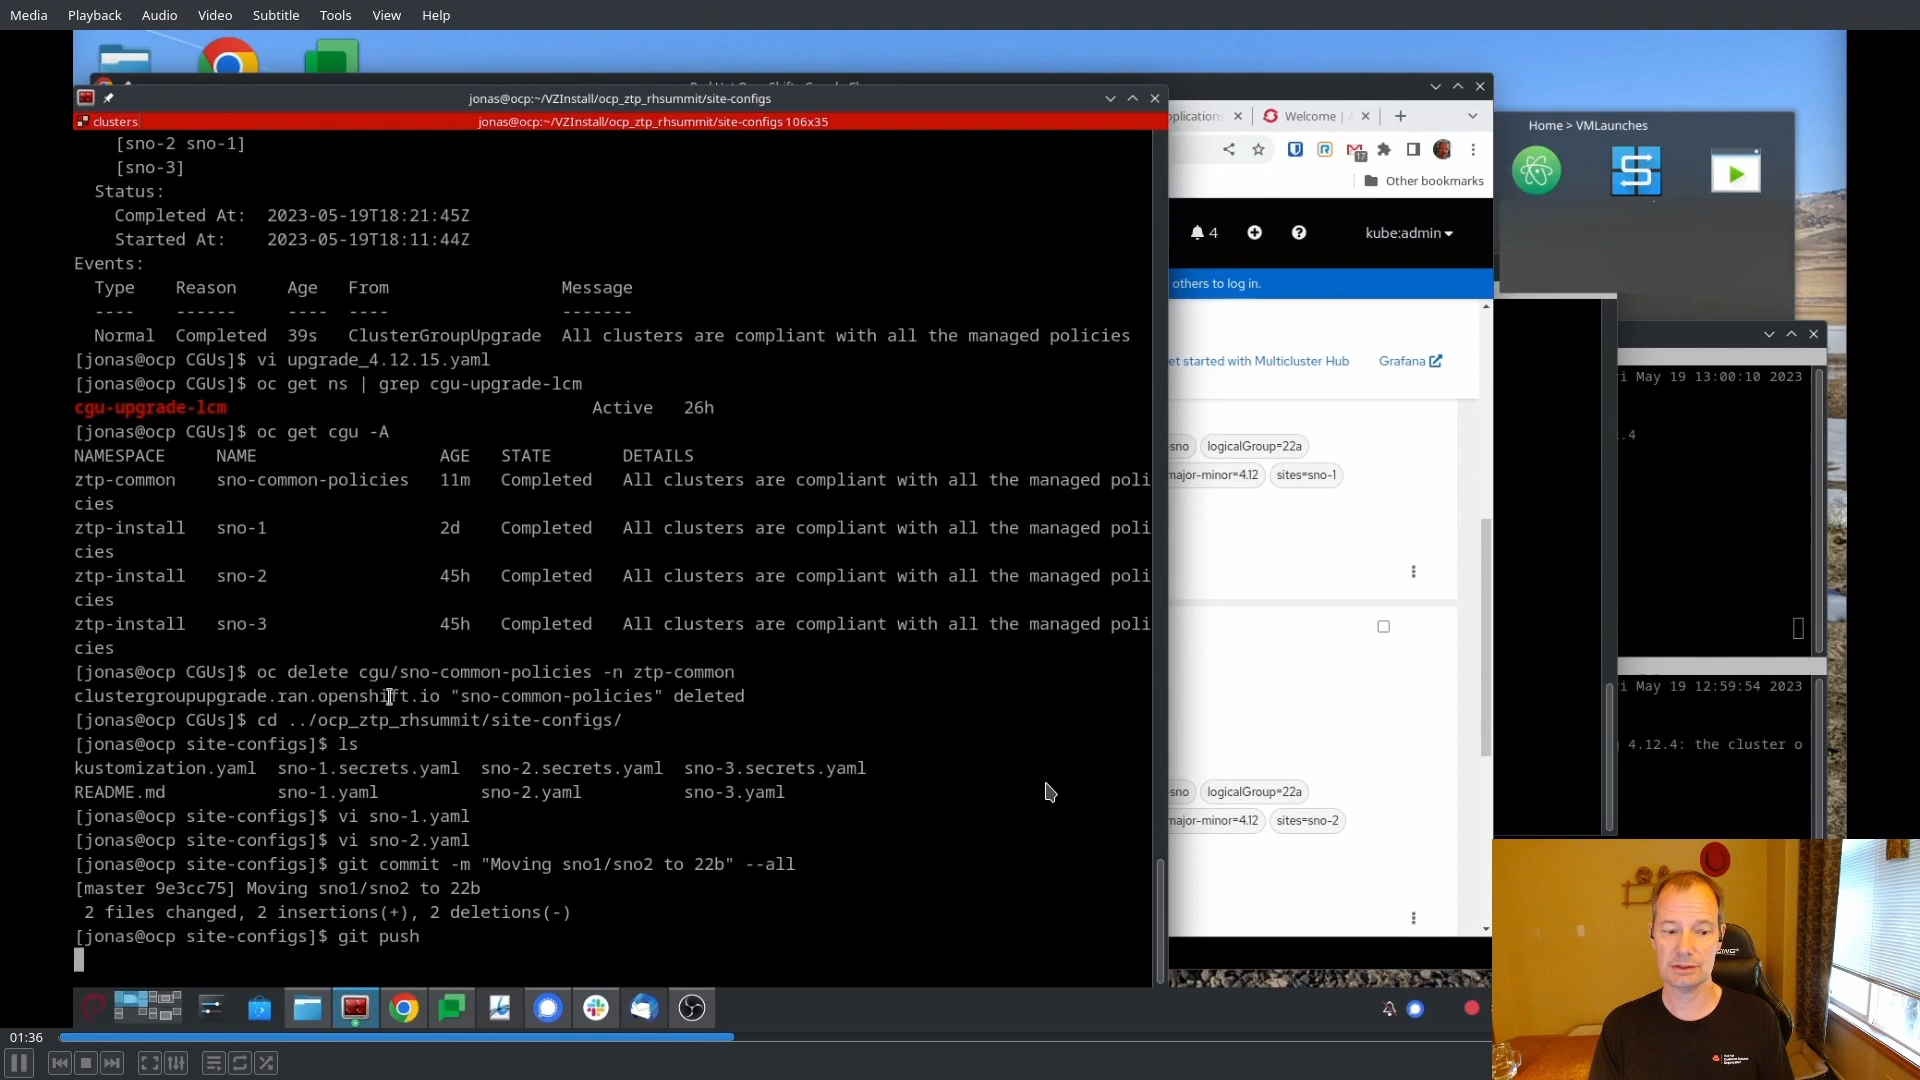 Media Playback Audio Video Subtitle Tools View Help
jonas@ocp:~/VZInstall/ocp_ztp_rhsummit/site-configs
clusters
jonas@ocp:~/VZInstall/ocp_ztp_rhsummit/site-configs 106x35
[sno-2 sno-1]
[sno-3]
Status:
Completed At: 2023-05-19T18:21:45Z
Started At: 2023-05-19T18:11:44Z
Events:
Type Reason Age From Message
---- ------ ---- ---- -------
Normal Completed 39s ClusterGroupUpgrade All clusters are compliant with all the managed policies
[jonas@ocp CGUs]$ vi upgrade_4.12.15.yaml
[jonas@ocp CGUs]$ oc get ns | grep cgu-upgrade-lcm
cgu-upgrade-lcm Active 26h
[jonas@ocp CGUs]$ oc get cgu -A
NAMESPACE NAME AGE STATE DETAILS
ztp-common sno-common-policies 11m Completed All clusters are compliant with all the managed poli
cies
ztp-install sno-1 2d Completed All clusters are compliant with all the managed poli
cies
ztp-install sno-2 45h Completed All clusters are compliant with all the managed poli
cies
ztp-install sno-3 45h Completed All clusters are compliant with all the managed poli
cies
[jonas@ocp CGUs]$ oc delete cgu/sno-common-policies -n ztp-common
clustergroupupgrade.ran.openshift.io "sno-common-policies" deleted
[jonas@ocp CGUs]$ cd ../ocp_ztp_rhsummit/site-configs/
[jonas@ocp site-configs]$ ls
kustomization.yaml sno-1.secrets.yaml sno-2.secrets.yaml sno-3.secrets.yaml
README.md sno-1.yaml sno-2.yaml sno-3.yaml
[jonas@ocp site-configs]$ vi sno-1.yaml
[jonas@ocp site-configs]$ vi sno-2.yaml
[jonas@ocp site-configs]$ git commit -m "Moving sno1/sno2 to 22b" --all
[master 9e3cc75] Moving sno1/sno2 to 22b
2 files changed, 2 insertions(+), 2 deletions(-)
[jonas@ocp site-configs]$ git push
plications
Welcome |
17
Other bookmarks
4
kube:admin
others to log in.
et started with Multicluster Hub Grafana
sno logicalGroup=22a
major-minor=4.12 sites=sno-1
sno logicalGroup=22a
major-minor=4.12 sites=sno-2
Home > VMLaunches
i May 19 13:00:10 2023
.4
i May 19 12:59:54 2023
4.12.4: the cluster o
01:36